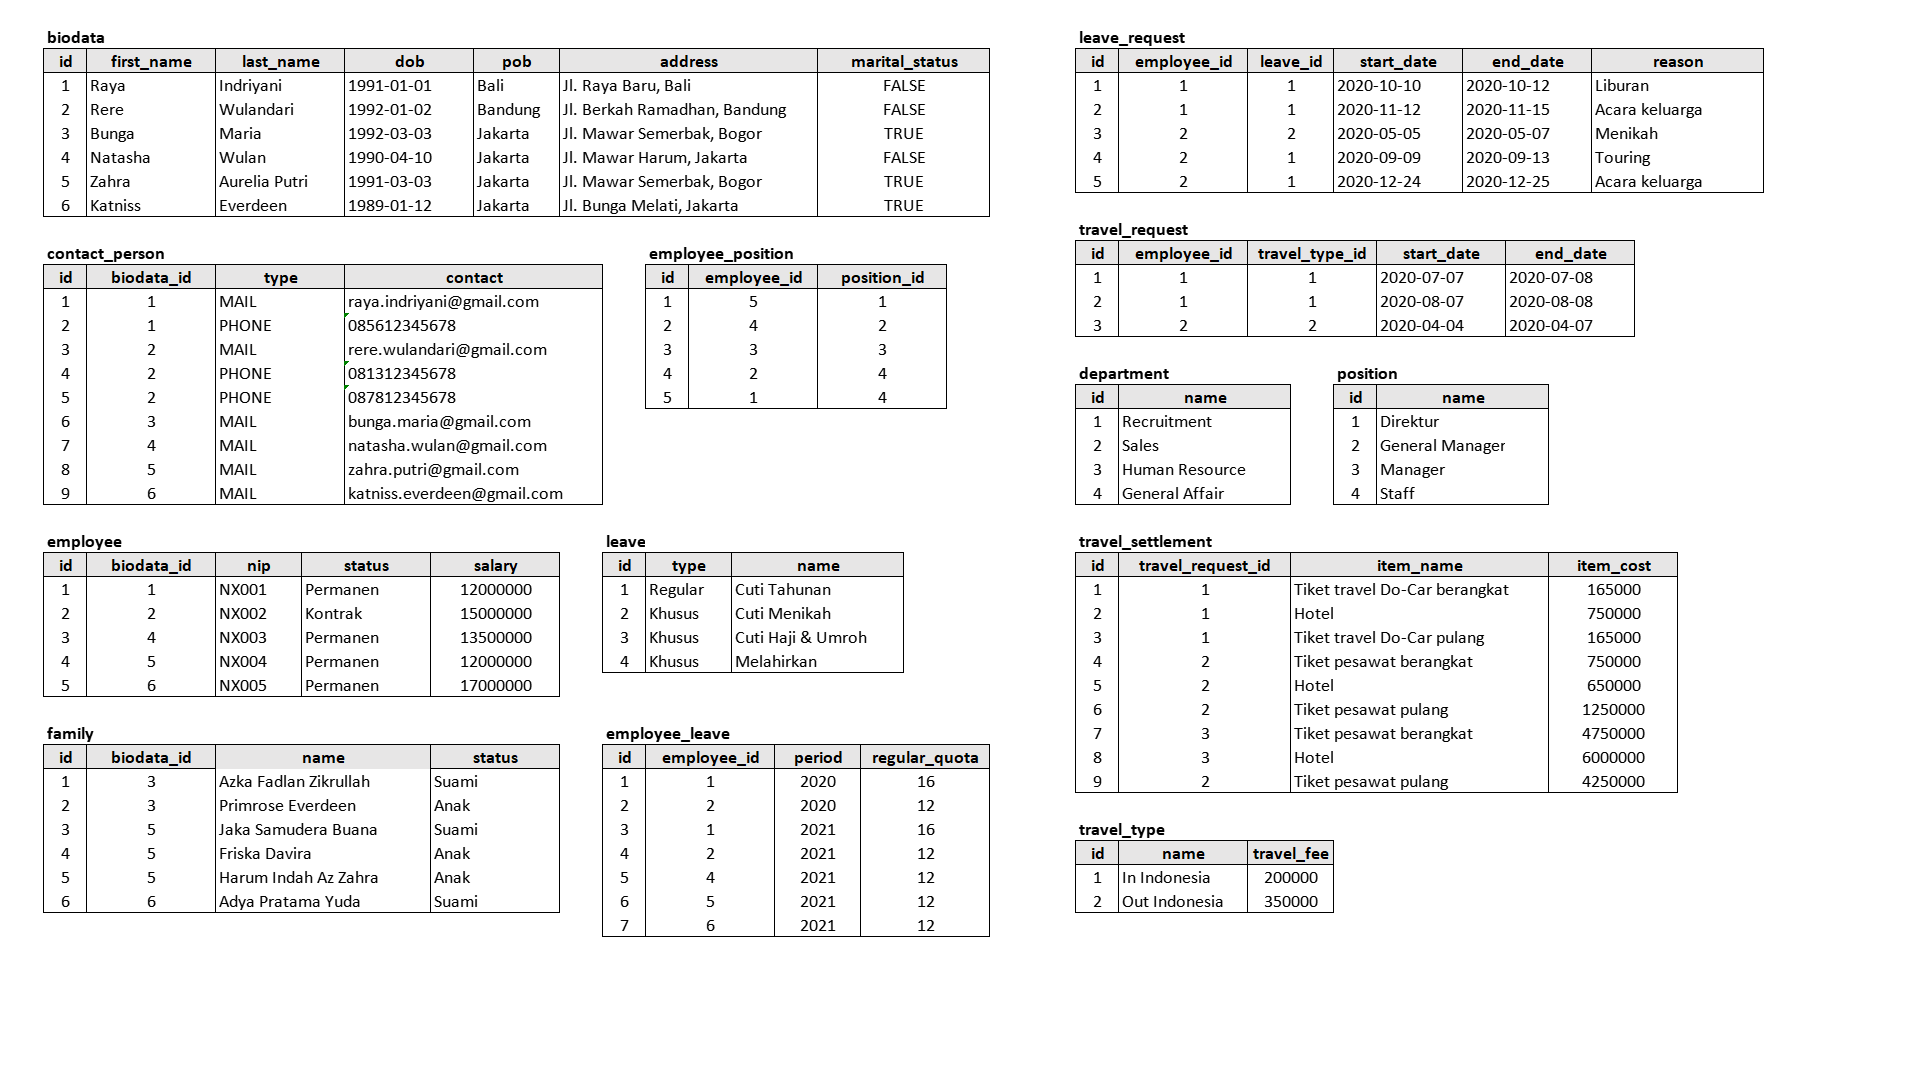 biodata
id first_name last_name dob pob address marital_status
1 Raya Indriyani 1991-01-01 Bali Jl. Raya Baru, Bali FALSE
2 Rere Wulandari 1992-01-02 Bandung Jl. Berkah Ramadhan, Bandung FALSE
3 Bunga Maria 1992-03-03 Jakarta Jl. Mawar Semerbak, Bogor TRUE
4 Natasha Wulan 1990-04-10 Jakarta Jl. Mawar Harum, Jakarta FALSE
5 Zahra Aurelia Putri 1991-03-03 Jakarta Jl. Mawar Semerbak, Bogor TRUE
6 Katniss Everdeen 1989-01-12 Jakarta Jl. Bunga Melati, Jakarta TRUE
contact_person
id biodata_id type contact
1 1 MAIL raya.indriyani@gmail.com
2 1 PHONE 085612345678
3 2 MAIL rere.wulandari@gmail.com
4 2 PHONE 081312345678
5 2 PHONE 087812345678
6 3 MAIL bunga.maria@gmail.com
7 4 MAIL natasha.wulan@gmail.com
8 5 MAIL zahra.putri@gmail.com
9 6 MAIL katniss.everdeen@gmail.com
employee_position
id employee_id position_id
1 5 1
2 4 2
3 3 3
4 2 4
5 1 4
employee
id biodata_id nip status salary
1 1 NX001 Permanen 12000000
2 2 NX002 Kontrak 15000000
3 4 NX003 Permanen 13500000
4 5 NX004 Permanen 12000000
5 6 NX005 Permanen 17000000
leave
id type name
1 Regular Cuti Tahunan
2 Khusus Cuti Menikah
3 Khusus Cuti Haji & Umroh
4 Khusus Melahirkan
family
id biodata_id name status
1 3 Azka Fadlan Zikrullah Suami
2 3 Primrose Everdeen Anak
3 5 Jaka Samudera Buana Suami
4 5 Friska Davira Anak
5 5 Harum Indah Az Zahra Anak
6 6 Adya Pratama Yuda Suami
employee_leave
id employee_id period regular_quota
1 1 2020 16
2 2 2020 12
3 1 2021 16
4 2 2021 12
5 4 2021 12
6 5 2021 12
7 6 2021 12
leave_request
id employee_id leave_id start_date end_date reason
1 1 1 2020-10-10 2020-10-12 Liburan
2 1 1 2020-11-12 2020-11-15 Acara keluarga
3 2 2 2020-05-05 2020-05-07 Menikah
4 2 1 2020-09-09 2020-09-13 Touring
5 2 1 2020-12-24 2020-12-25 Acara keluarga
travel_request
id employee_id travel_type_id start_date end_date
1 1 1 2020-07-07 2020-07-08
2 1 1 2020-08-07 2020-08-08
3 2 2 2020-04-04 2020-04-07
department
id name
1 Recruitment
2 Sales
3 Human Resource
4 General Affair
position
id name
1 Direktur
2 General Manager
3 Manager
4 Staff
travel_settlement
id travel_request_id item_name item_cost
1 1 Tiket travel Do-Car berangkat 165000
2 1 Hotel 750000
3 1 Tiket travel Do-Car pulang 165000
4 2 Tiket pesawat berangkat 750000
5 2 Hotel 650000
6 2 Tiket pesawat pulang 1250000
7 3 Tiket pesawat berangkat 4750000
8 3 Hotel 6000000
9 2 Tiket pesawat pulang 4250000
travel_type
id name travel_fee
1 In Indonesia 200000
2 Out Indonesia 350000